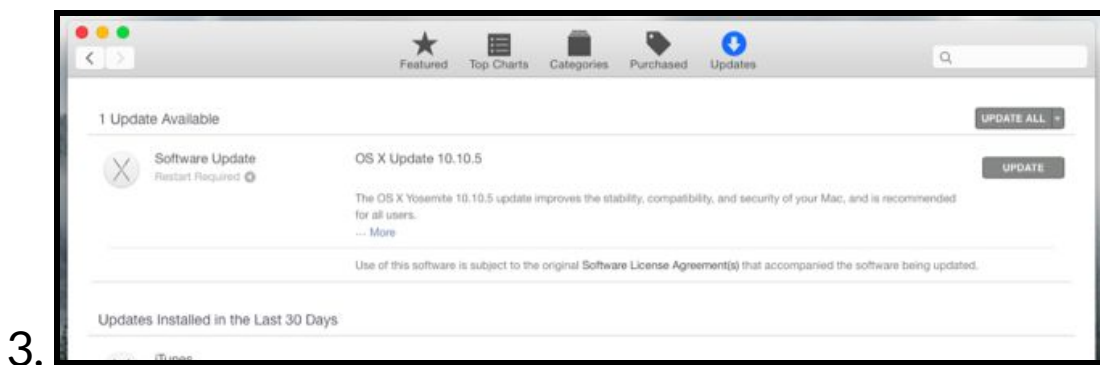 Featured Top Charts Categories Purchased Updates
1 Update Available
UPDATE ALL
Software Update
OS X Update 10.10.5
UPDATE
Restart Required
The OS X Yosemite 10.10.5 update improves the stability, compatibility, and security of your Mac, and is recommended
for all users.
... More
Use of this software is subject to the original Software License Agreement(s) that accompanied the software being updated.
Updates Installed in the Last 30 Days
3.
iTunes